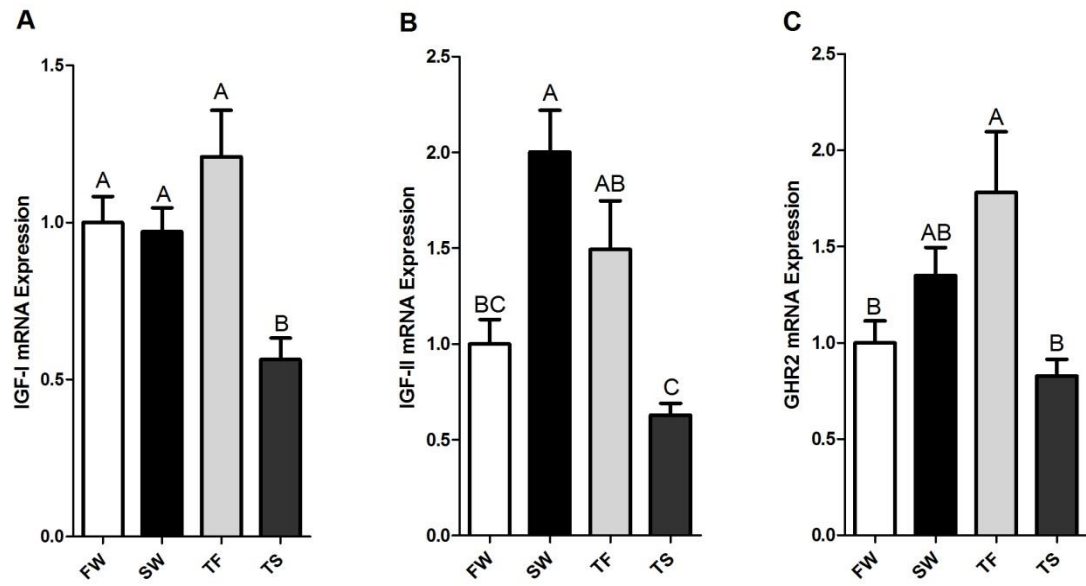 A
IGF-I mRNA Expression
1.5
1.0
0.5
0.0
A
A
A
B
FW
SW
TF
TS
B
IGF-II mRNA Expression
2.5
2.0
1.5
1.0
0.5
0.0
BC
A
AB
C
FW
SW
TF
TS
C
GHR2 mRNA Expression
2.5
2.0
1.5
1.0
0.5
0.0
B
AB
A
B
FW
SW
TF
TS